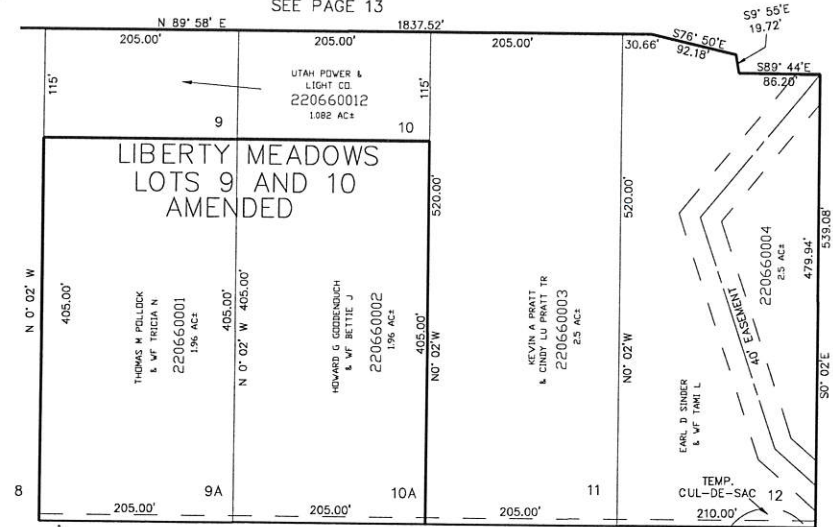 SEE PAGE 13
N 89° 58' E
1837.52'
S9° 55'E
19.72'
205.00'
205.00'
205.00'
30.66'
S76° 50'E
92.18'
S89° 44'E
86.20'
115'
UTAH POWER &
LIGHT CO.
220660012
1.082 AC±
115'
9
10
LIBERTY MEADOWS
LOTS 9 AND 10
AMENDED
520.00'
520.00'
N 0° 02' W
405.00'
THOMAS M POLLOCK
& WF TRICIA N
220660001
1.96 AC±
405.00'
N 0° 02' W 405.00'
HOWARD G GOODENOUCH
& WF BETTIE J
220660002
1.96 AC±
405.00'
N0° 02'W
KEVIN A PRATT
& CINDY LU PRATT TR
220660003
2.5 AC±
N0° 02'W
EARL D SINDER
& WF TAMI L
40' EASEMENT
220660004
2.5 AC±
479.94'
539.08'
S0° 02'E
8
9A
10A
11
TEMP.
CUL-DE-SAC
12
205.00'
205.00'
205.00'
210.00'